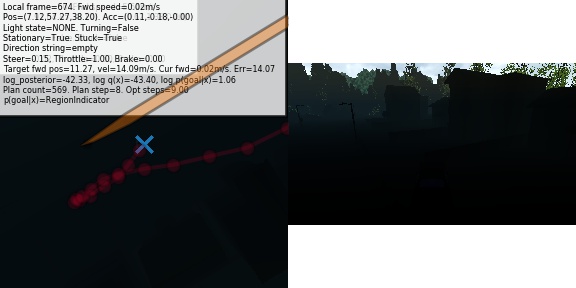 Local frame=674. Fwd speed=0.02m/s
Pos=(7.12,57.27,38.20). Acc=(0.11,-0.18,-0.00)
Light state=NONE. Turning=False
Stationary=True. Stuck=True
Direction string=empty
Steer=0.15, Throttle=1.00, Brake=0.00
Target fwd pos=11.27, vel=14.09m/s. Cur fwd=0.02m/s. Err=14.07
log_posterior=-42.33, log q(x)=-43.40, log p(goal|x)=1.06
Plan count=569. Plan step=8. Opt steps=9.00
p(goal|x)=RegionIndicator